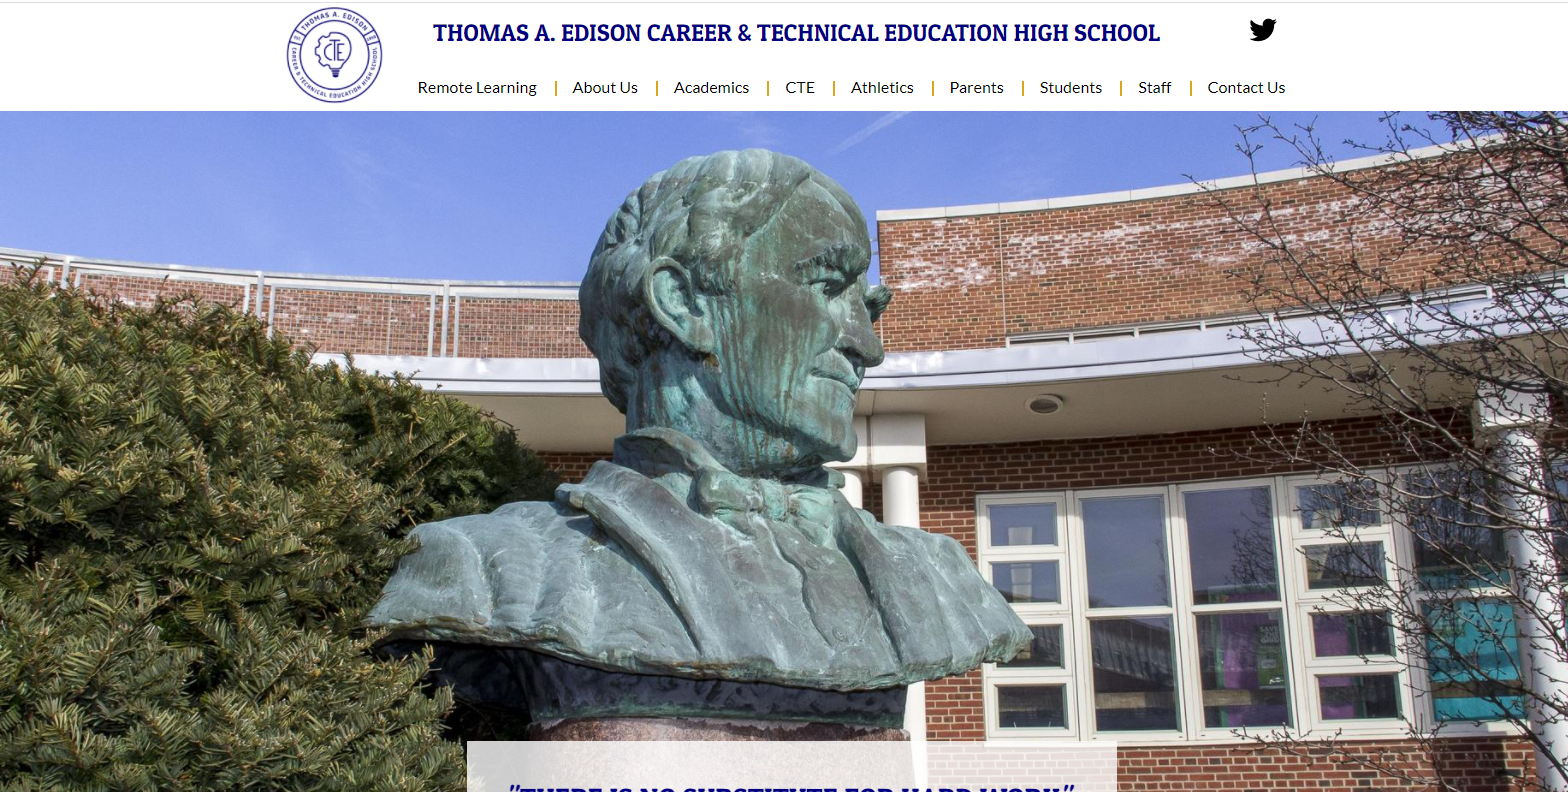 THOMAS A. EDISON
CTE
CAREER & TECHNICAL EDUCATION HIGH SCHOOL
THOMAS A. EDISON CAREER & TECHNICAL EDUCATION HIGH SCHOOL
Remote Learning | About Us | Academics | CTE | Athletics | Parents | Students | Staff | Contact Us
"THERE IS NO SUBSTITUTE FOR HARD WORK"